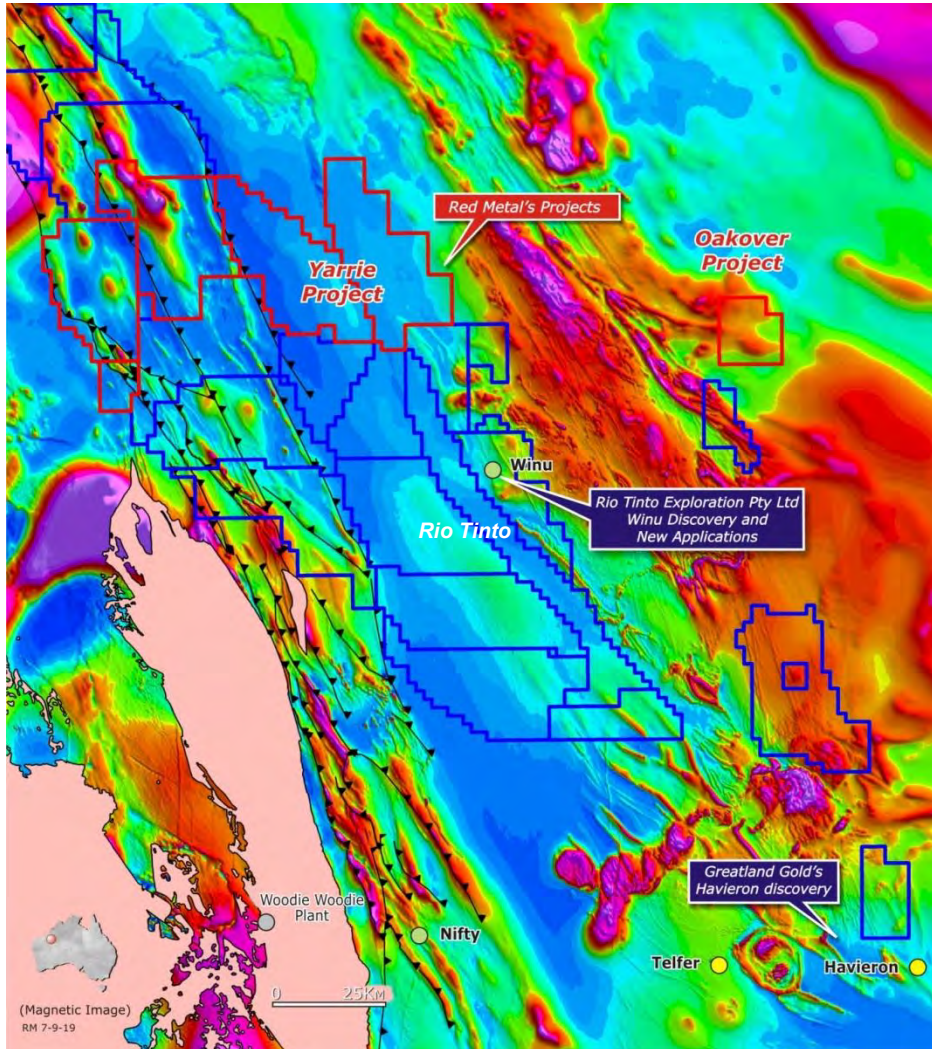 Red Metal's Projects
Oakover
Project
Yarrie
Project
Winu
Rio Tinto Exploration Pty Ltd
Winu Discovery and
New Applications
Rio Tinto
Greatland Gold's
Havieron discovery
Woodie Woodie
Plant
Nifty
Telfer
Havieron
0 25KM
(Magnetic Image)
RM 7-9-19